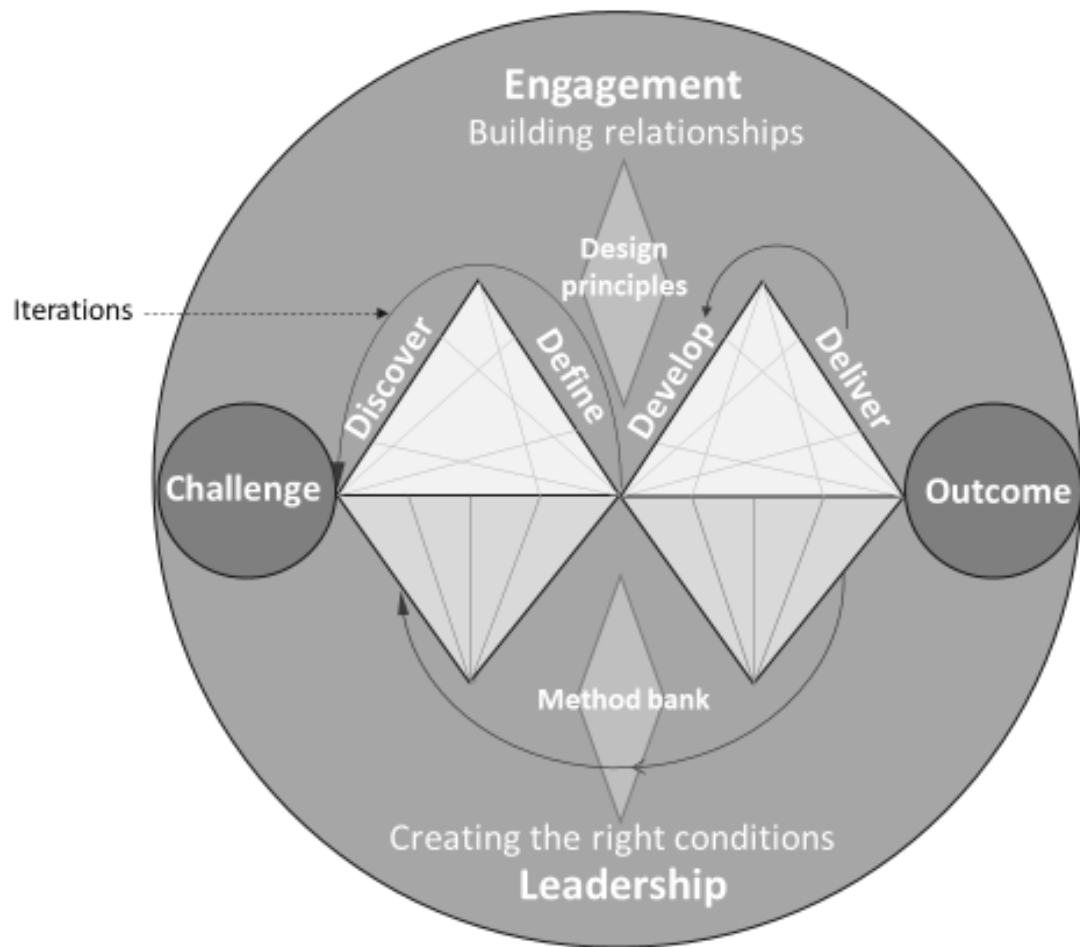 Engagement
Building relationships
Design
principles
Iterations
Discover
Define
Develop
Deliver
Challenge
Outcome
Method bank
Creating the right conditions
Leadership